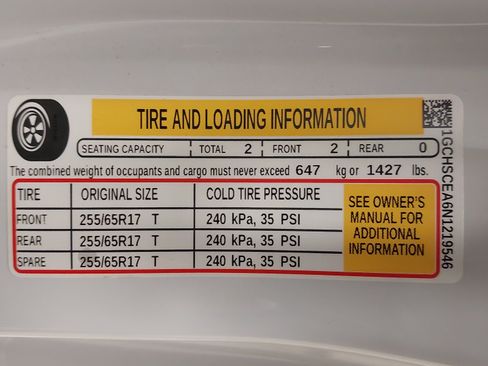 TIRE AND LOADING INFORMATION
SEATING CAPACITY TOTAL 2 FRONT 2 REAR 0
The combined weight of occupants and cargo must never exceed 647 kg or 1427 lbs.
TIRE ORIGINAL SIZE COLD TIRE PRESSURE
FRONT 255/65R17 T 240 kPa, 35 PSI
REAR 255/65R17 T 240 kPa, 35 PSI
SPARE 255/65R17 T 240 kPa, 35 PSI
SEE OWNER'S
MANUAL FOR
ADDITIONAL
INFORMATION
1GCHSCEA6N1219546